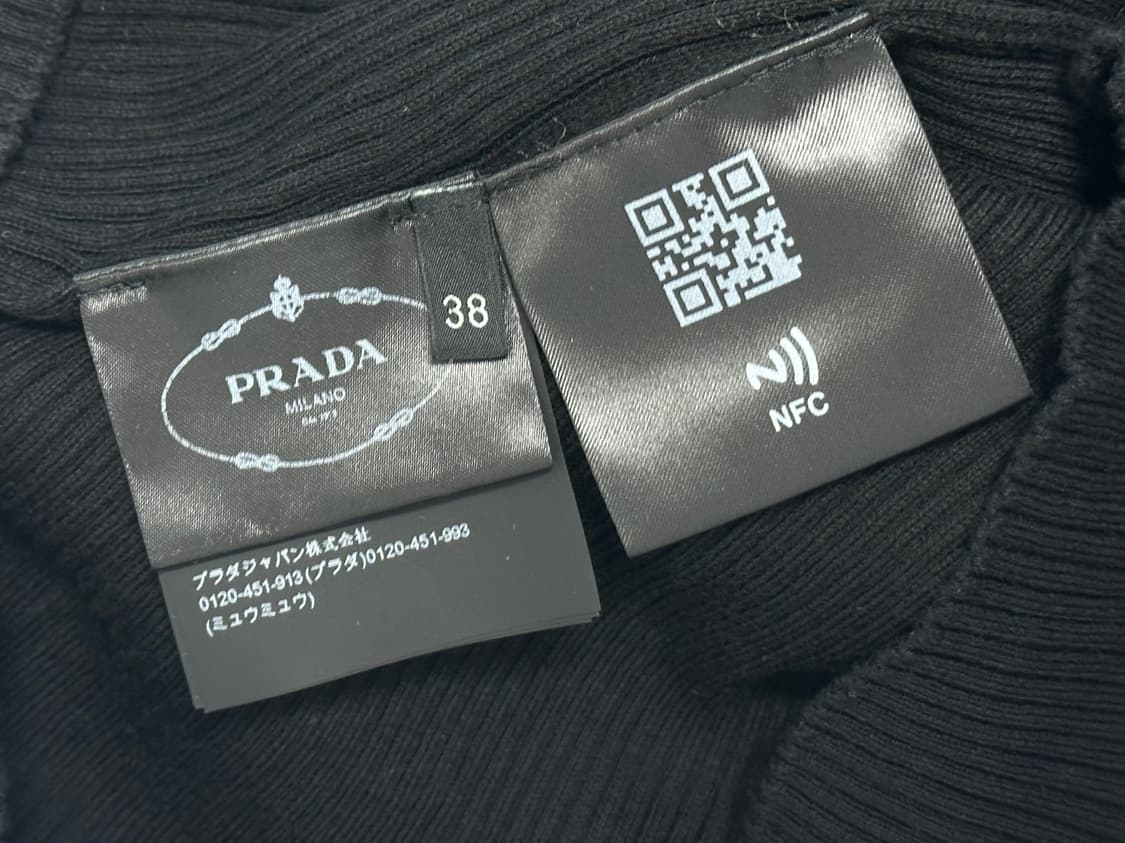 PRADA
MILANO
38
プラダジャパン株式会社
0120-451-913(プラダ)0120-451-993
(ミュウミュウ)
NFC